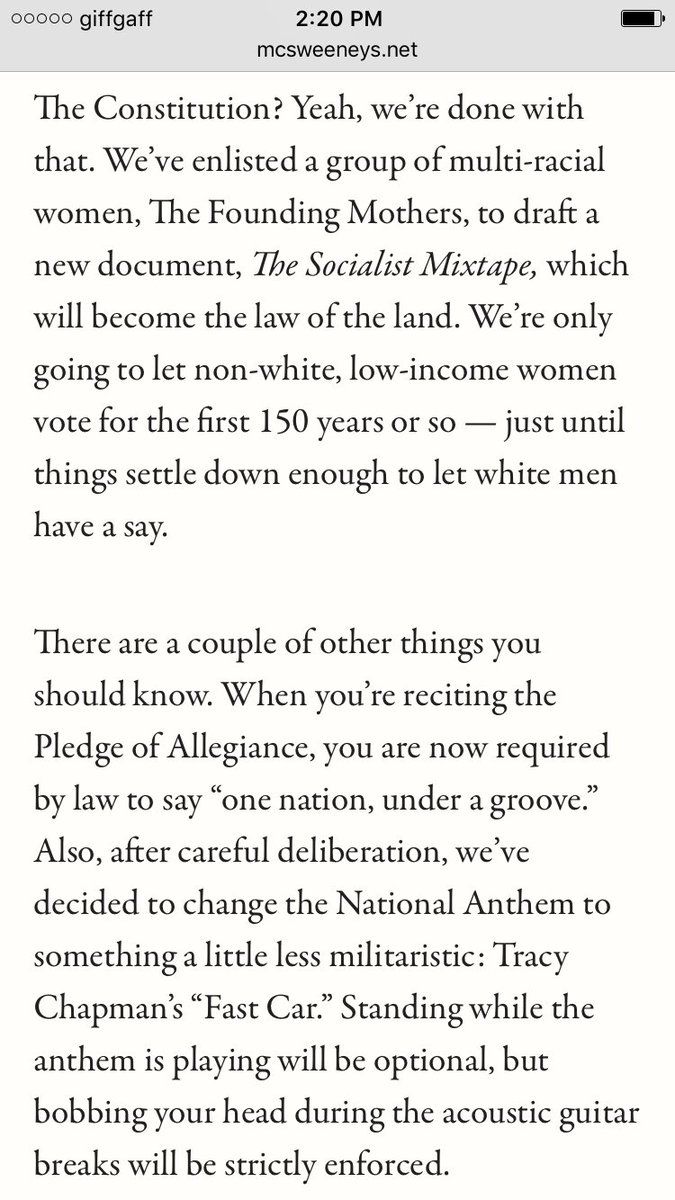 giffgaff 2:20 PM
mcsweeneys.net
The Constitution? Yeah, we’re done with
that. We’ve enlisted a group of multi-racial
women, The Founding Mothers, to draft a
new document, The Socialist Mixtape, which
will become the law of the land. We’re only
going to let non-white, low-income women
vote for the first 150 years or so — just until
things settle down enough to let white men
have a say.
There are a couple of other things you
should know. When you’re reciting the
Pledge of Allegiance, you are now required
by law to say “one nation, under a groove.”
Also, after careful deliberation, we’ve
decided to change the National Anthem to
something a little less militaristic: Tracy
Chapman’s “Fast Car.” Standing while the
anthem is playing will be optional, but
bobbing your head during the acoustic guitar
breaks will be strictly enforced.